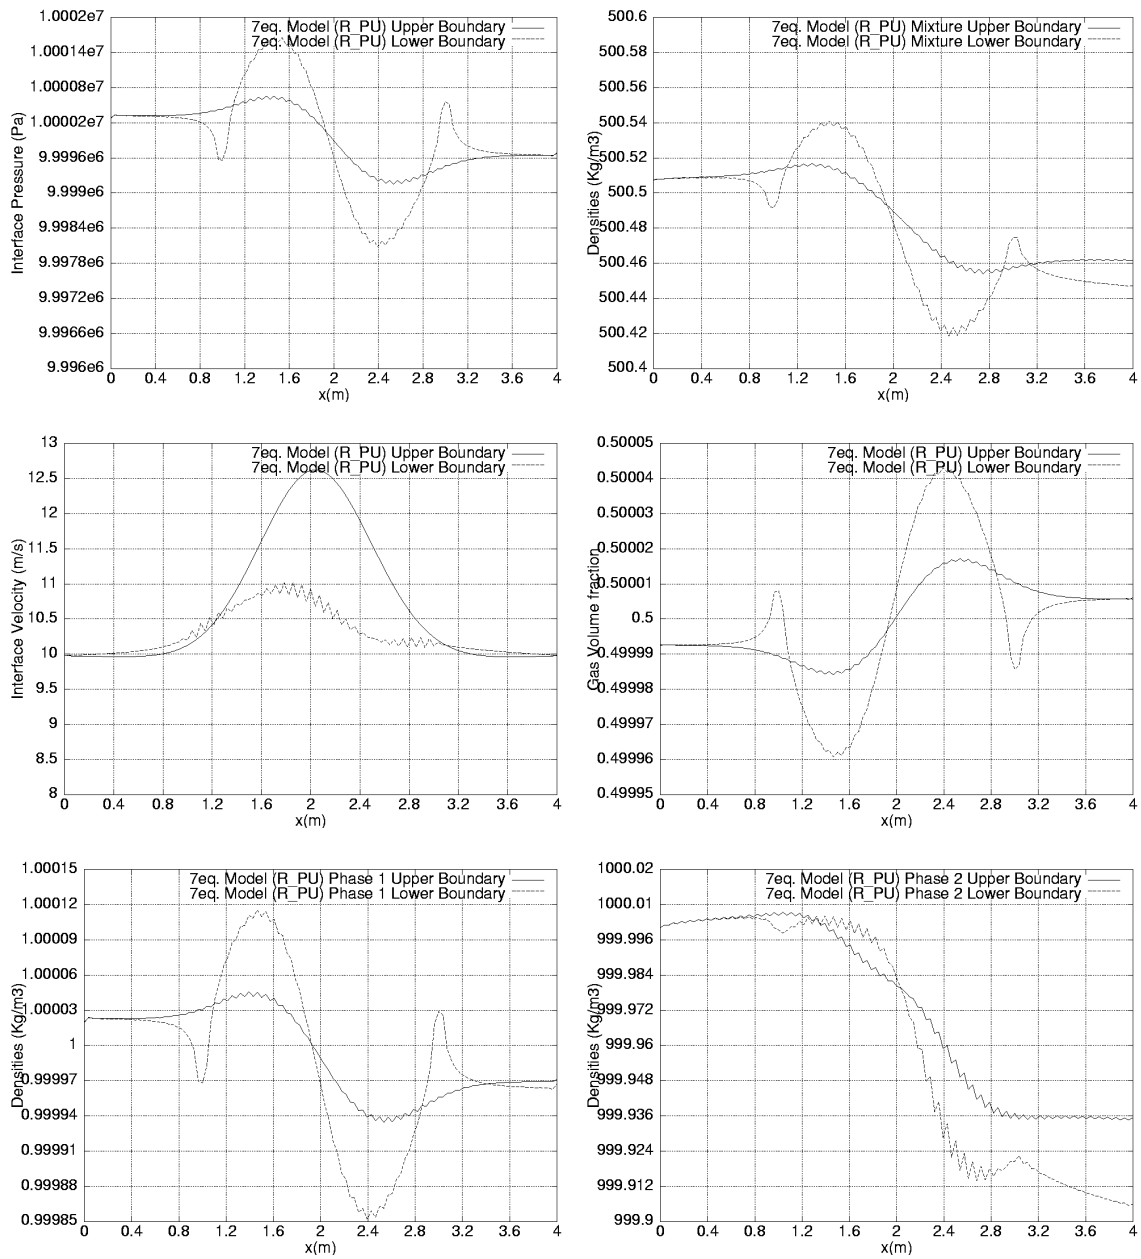 7eq. Model (R_PU) Upper Boundary
7eq. Model (R_PU) Lower Boundary
1.0002e7
1.00014e7
1.00008e7
1.00002e7
9.9996e6
9.999e6
9.9984e6
9.9978e6
9.9972e6
9.9966e6
9.996e6
Interface Pressure (Pa)
0 0.4 0.8 1.2 1.6 2 2.4 2.8 3.2 3.6 4
x(m)
7eq. Model (R_PU) Mixture Upper Boundary
7eq. Model (R_PU) Mixture Lower Boundary
500.6
500.58
500.56
500.54
500.52
500.5
500.48
500.46
500.44
500.42
500.4
Densities (Kg/m3)
0 0.4 0.8 1.2 1.6 2 2.4 2.8 3.2 3.6 4
x(m)
7eq. Model (R_PU) Upper Boundary
7eq. Model (R_PU) Lower Boundary
13
12.5
12
11.5
11
10.5
10
9.5
9
8.5
8
Interface Velocity (m/s)
0 0.4 0.8 1.2 1.6 2 2.4 2.8 3.2 3.6 4
x(m)
7eq. Model (R_PU) Upper Boundary
7eq. Model (R_PU) Lower Boundary
0.50005
0.50004
0.50003
0.50002
0.50001
0.5
0.49999
0.49998
0.49997
0.49996
0.49995
Gas Volume fraction
0 0.4 0.8 1.2 1.6 2 2.4 2.8 3.2 3.6 4
x(m)
7eq. Model (R_PU) Phase 1 Upper Boundary
7eq. Model (R_PU) Phase 1 Lower Boundary
1.00015
1.00012
1.00009
1.00006
1.00003
1
0.99997
0.99994
0.99991
0.99988
0.99985
Densities (Kg/m3)
0 0.4 0.8 1.2 1.6 2 2.4 2.8 3.2 3.6 4
x(m)
7eq. Model (R_PU) Phase 2 Upper Boundary
7eq. Model (R_PU) Phase 2 Lower Boundary
1000.02
1000.01
999.996
999.984
999.972
999.96
999.948
999.936
999.924
999.912
999.9
Densities (Kg/m3)
0 0.4 0.8 1.2 1.6 2 2.4 2.8 3.2 3.6 4
x(m)